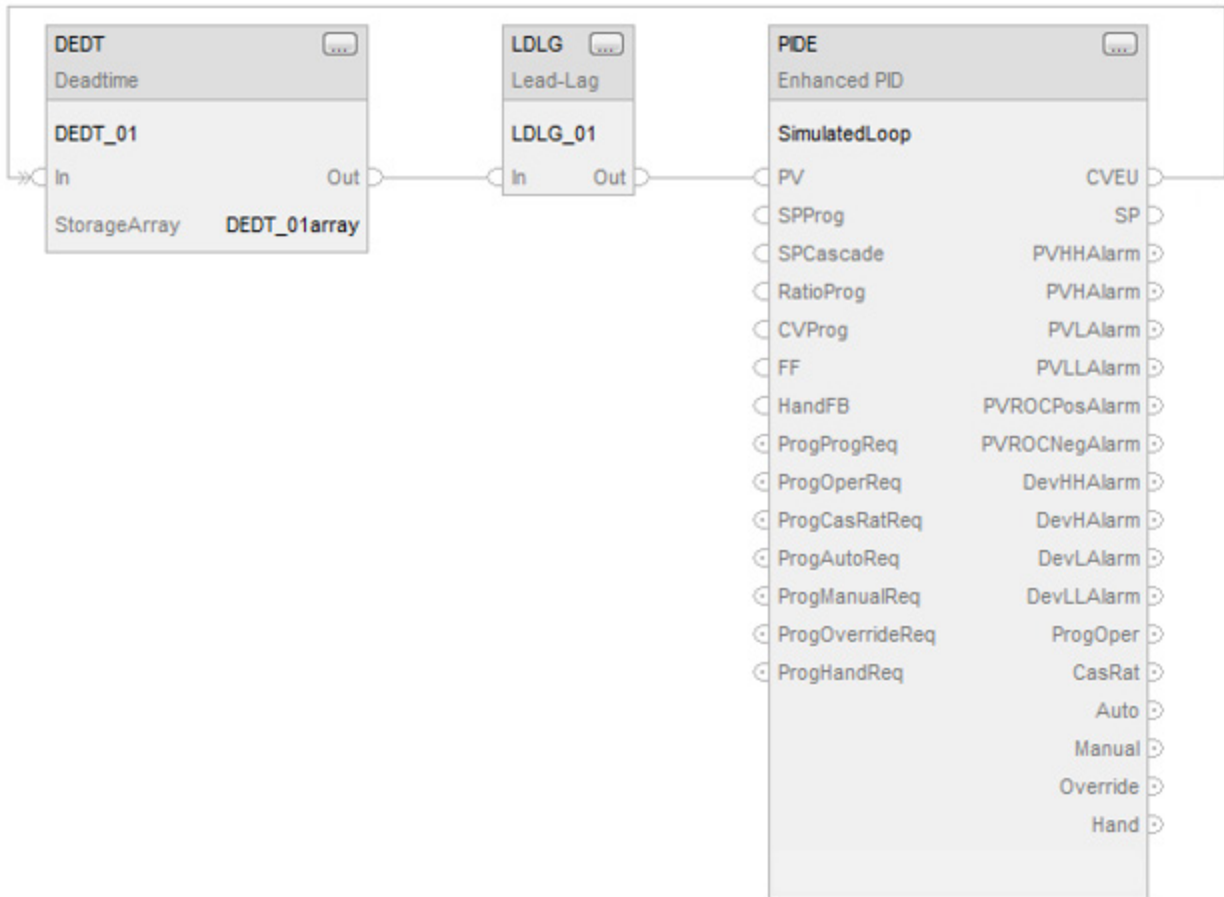 DEDT ...
Deadtime
DEDT_01
In Out
StorageArray DEDT_01array
LDLG ...
Lead-Lag
LDLG_01
In Out
PIDE ...
Enhanced PID
SimulatedLoop
PV CVEU
SPProg SP
SPCascade PVHHAlarm
RatioProg PVHAlarm
CVProg PVLAlarm
FF PVLLAlarm
HandFB PVROCPosAlarm
ProgProgReq PVROCNegAlarm
ProgOperReq DevHHAlarm
ProgCasRatReq DevHAlarm
ProgAutoReq DevLAlarm
ProgManualReq DevLLAlarm
ProgOverrideReq ProgOper
ProgHandReq CasRat
Auto
Manual
Override
Hand